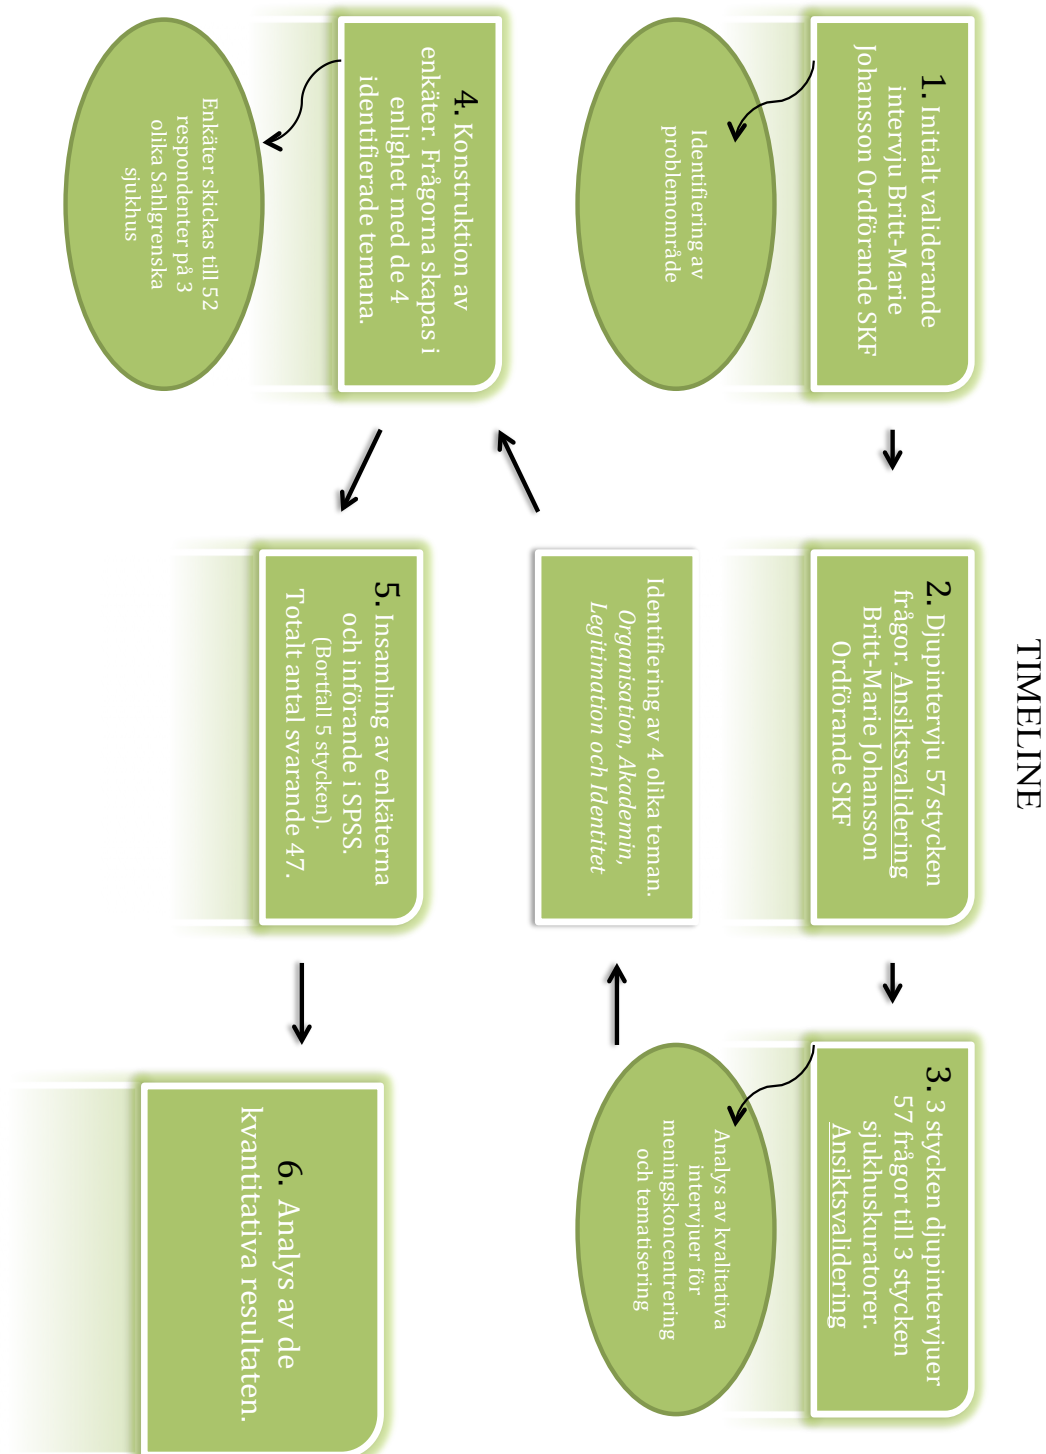 TIMELINE
1. Initialt validerande
intervju Britt-Marie
Johansson Ordförande SKF
Identifiering av
problemområde
2. Djupintervju 57 stycken
frågor. Ansiktsvalidering
Britt-Marie Johansson
Ordförande SKF
3. 3 stycken djupintervjuer
57 frågor till 3 stycken
sjukhuskuratorer.
Ansiktsvalidering
Analys av kvalitativa
intervjuer för
meningskoncentrering
och tematisering
Identifiering av 4 olika teman.
Organisation, Akademin,
Legitimation och Identitet
4. Konstruktion av
enkäter. Frågorna skapas i
enlighet med de 4
identifierade temana.
Enkäter skickas till 52
respondenter på 3
olika Sahlgrenska
sjukhus
5. Insamling av enkäterna
och införande i SPSS.
(Bortfall 5 stycken).
Totalt antal svarande 47.
6. Analys av de
kvantitativa resultaten.